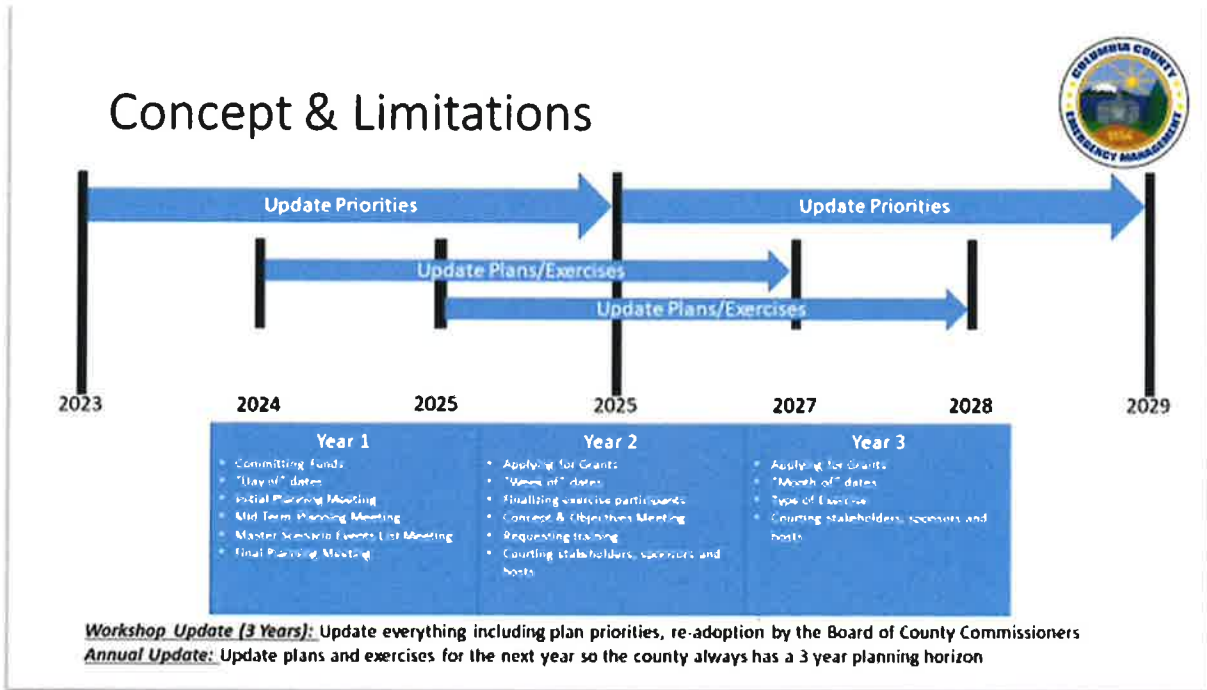 COLUMBIA COUNTY
EMERGENCY MANAGEMENT
Concept & Limitations
Update Priorities
Update Priorities
Update Plans/Exercises
Update Plans/Exercises
2023
2024
2025
2025
2027
2028
2029
Year 1
• Committing Funds
• "Day of" dates
• Initial Planning Meeting
• Mid Term Planning Meeting
• Master Scenario Events List Meeting
• Final Planning Meeting
Year 2
• Applying for Grants
• "Week of" dates
• Finalizing exercise participants
• Concept & Objectives Meeting
• Requesting training
• Courting stakeholders, sponsors and
hosts
Year 3
• Applying for Grants
• "Month of" dates
• Type of Exercise
• Courting stakeholders, sponsors and
hosts
Workshop Update (3 Years): Update everything including plan priorities, re-adoption by the Board of County Commissioners
Annual Update: Update plans and exercises for the next year so the county always has a 3 year planning horizon